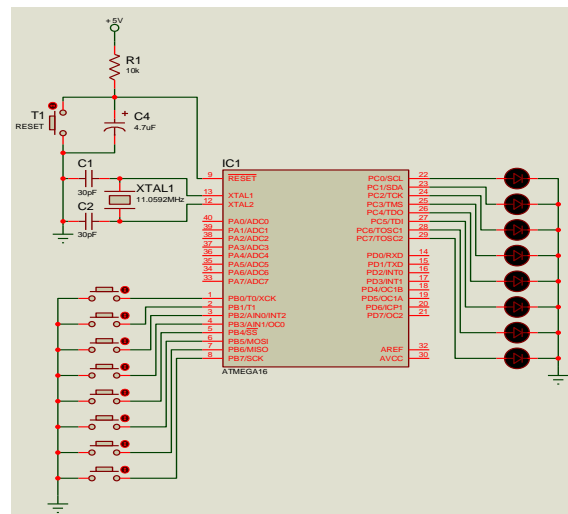 +5V
R1
10k
T1
RESET
C4
4.7uF
+
C1
30pF
XTAL1
11.0592MHz
C2
30pF
IC1
9 RESET
13 XTAL1
12 XTAL2
40 PA0/ADC0
39 PA1/ADC1
38 PA2/ADC2
37 PA3/ADC3
36 PA4/ADC4
35 PA5/ADC5
34 PA6/ADC6
33 PA7/ADC7
1 PB0/T0/XCK
2 PB1/T1
3 PB2/AIN0/INT2
4 PB3/AIN1/OC0
5 PB4/SS
6 PB5/MOSI
7 PB6/MISO
8 PB7/SCK
PC0/SCL 22
PC1/SDA 23
PC2/TCK 24
PC3/TMS 25
PC4/TDO 26
PC5/TDI 27
PC6/TOSC1 28
PC7/TOSC2 29
PD0/RXD 14
PD1/TXD 15
PD2/INT0 16
PD3/INT1 17
PD4/OC1B 18
PD5/OC1A 19
PD6/ICP1 20
PD7/OC2 21
AREF 32
AVCC 30
ATMEGA16